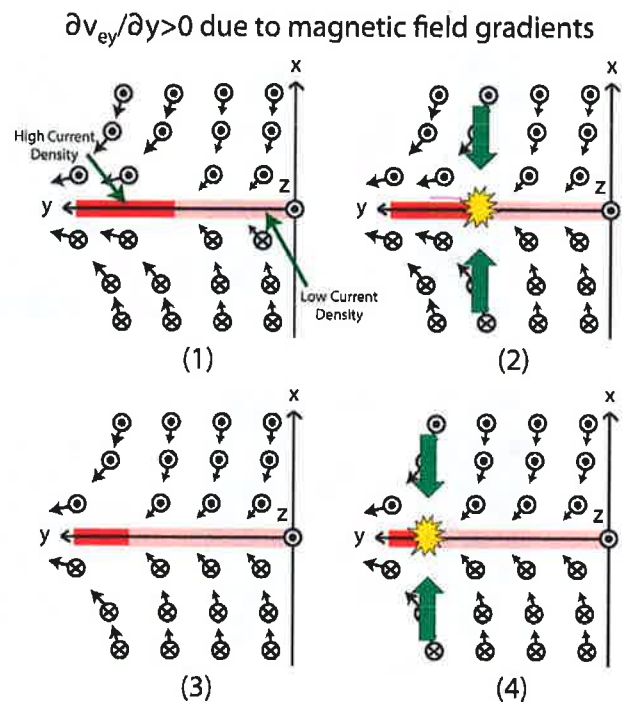 ∂v_ey/∂y>0 due to magnetic field gradients
x
High Current
Density
z
y
Low Current
Density
(1)
x
z
y
(2)
x
z
y
(3)
x
z
y
(4)